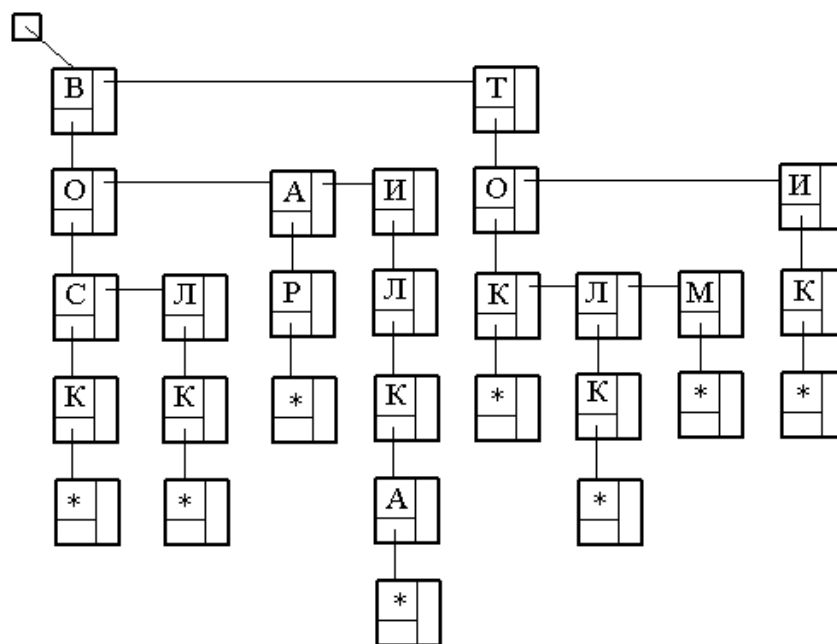 В Т
О А И О И
С Л Р Л К Л М К
К К * К * К * *
* * А *
*